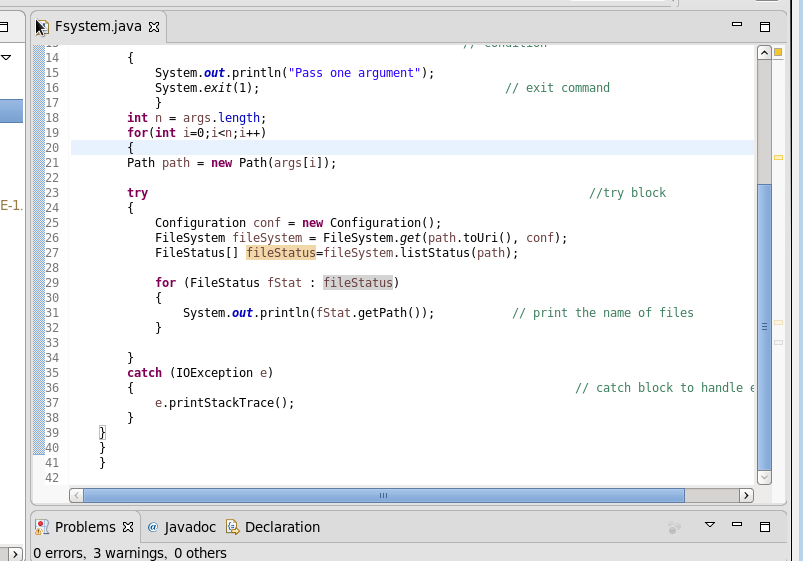 Fsystem.java
// condition
14 {
15 System.out.println("Pass one argument");
16 System.exit(1); // exit command
17 }
18 int n = args.length;
19 for(int i=0;i<n;i++)
20 {
21 Path path = new Path(args[i]);
22
23 try //try block
24 {
25 Configuration conf = new Configuration();
26 FileSystem fileSystem = FileSystem.get(path.toUri(), conf);
27 FileStatus[] fileStatus=fileSystem.listStatus(path);
28
29 for (FileStatus fStat : fileStatus)
30 {
31 System.out.println(fStat.getPath()); // print the name of files
32 }
33
34 }
35 catch (IOException e)
36 { // catch block to handle e
37 e.printStackTrace();
38 }
39 }
40 }
41 }
42
E-1.
Problems @ Javadoc Declaration
0 errors, 3 warnings, 0 others